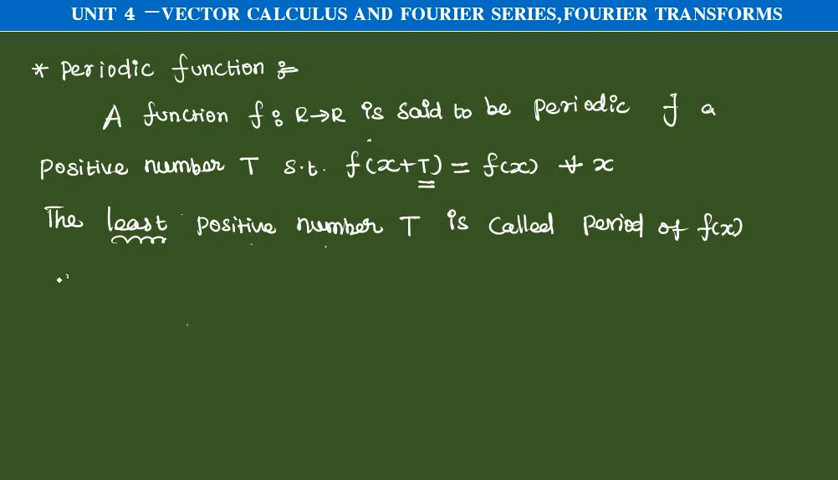 UNIT 4 —VECTOR CALCULUS AND FOURIER SERIES,FOURIER TRANSFORMS
* Periodic function :-
A function f : R→R is said to be periodic ∃ a
positive number T s.t. f(x+T) = f(x) ∀ x
The least positive number T is called period of f(x)